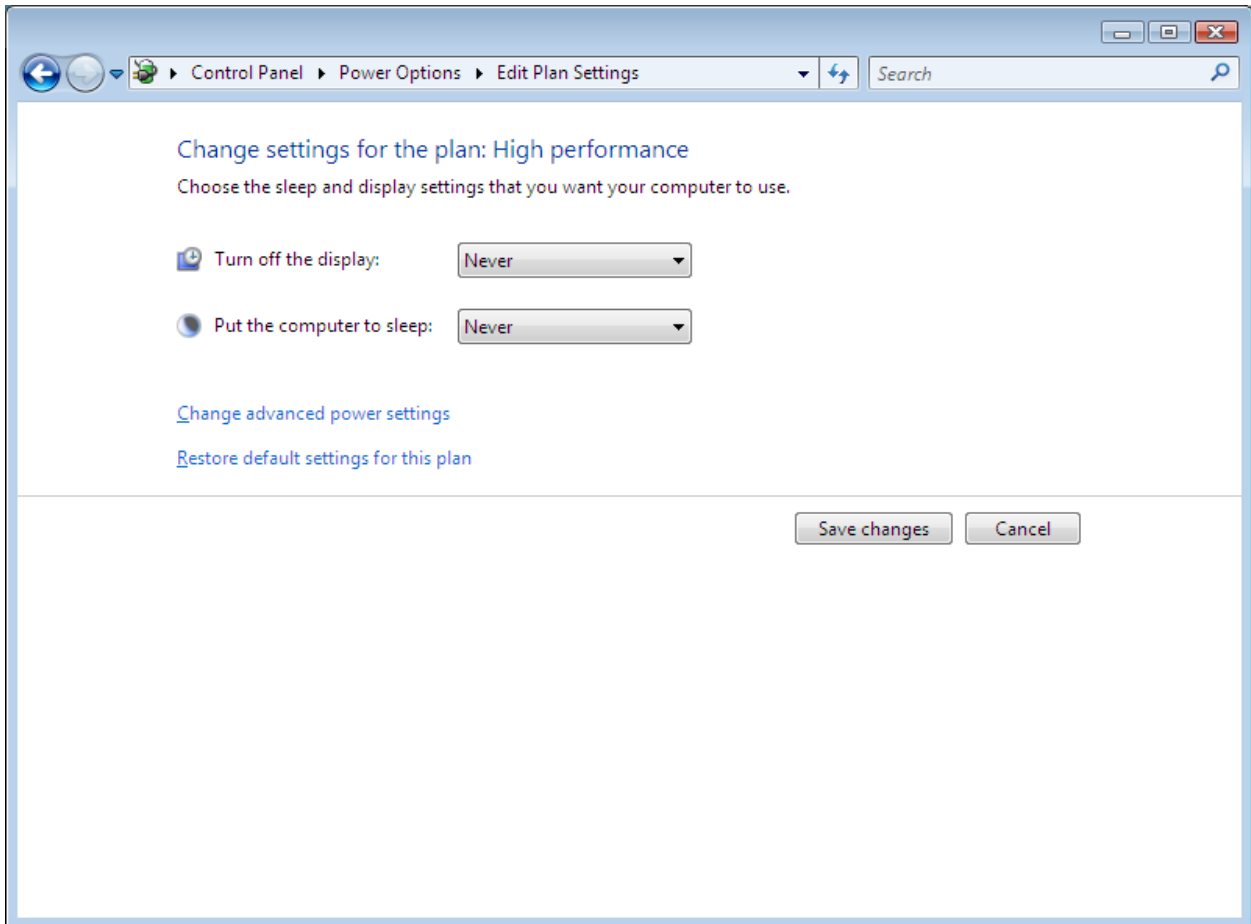 Control Panel Power Options Edit Plan Settings Search
Change settings for the plan: High performance
Choose the sleep and display settings that you want your computer to use.
Turn off the display: Never
Put the computer to sleep: Never
Change advanced power settings
Restore default settings for this plan
Save changes Cancel